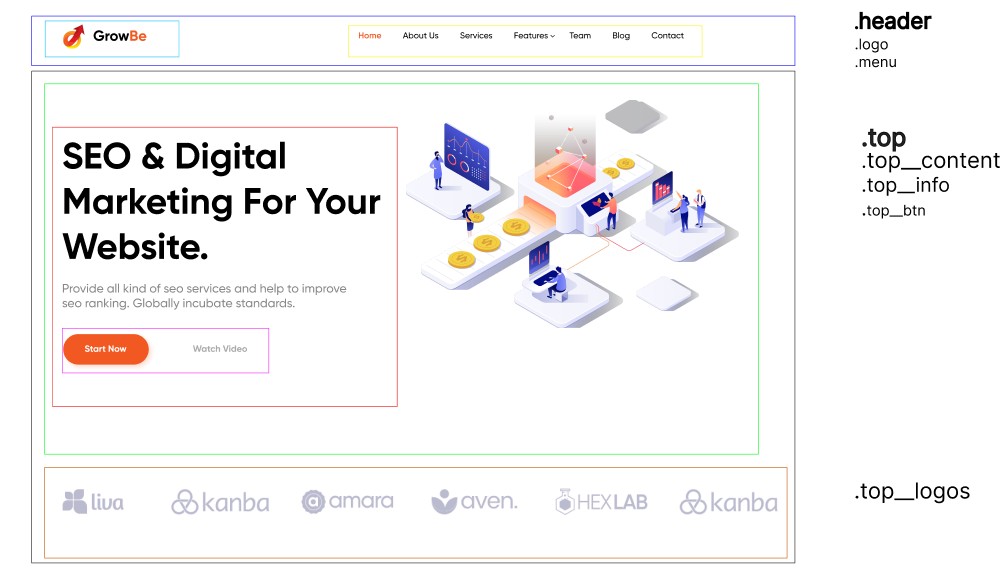 GrowBe
Home About Us Services Features Team Blog Contact
.header
.logo
.menu
SEO & Digital
Marketing For Your
Website.
Provide all kind of seo services and help to improve
seo ranking. Globally incubate standards.
Start Now Watch Video
.top
.top__content
.top__info
.top__btn
liva kanba amara aven. HEXLAB kanba
.top__logos